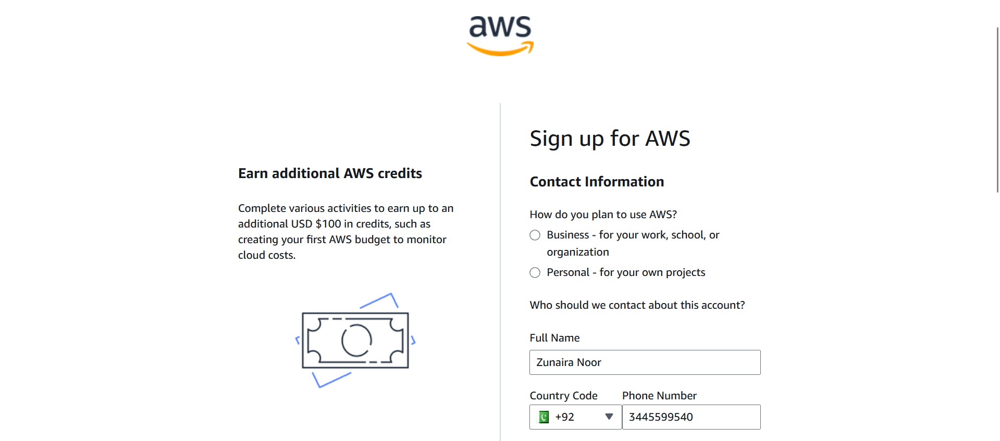 aws
Earn additional AWS credits
Complete various activities to earn up to an
additional USD $100 in credits, such as
creating your first AWS budget to monitor
cloud costs.
Sign up for AWS
Contact Information
How do you plan to use AWS?
Business - for your work, school, or
organization
Personal - for your own projects
Who should we contact about this account?
Full Name
Zunaira Noor
Country Code Phone Number
+92 3445599540